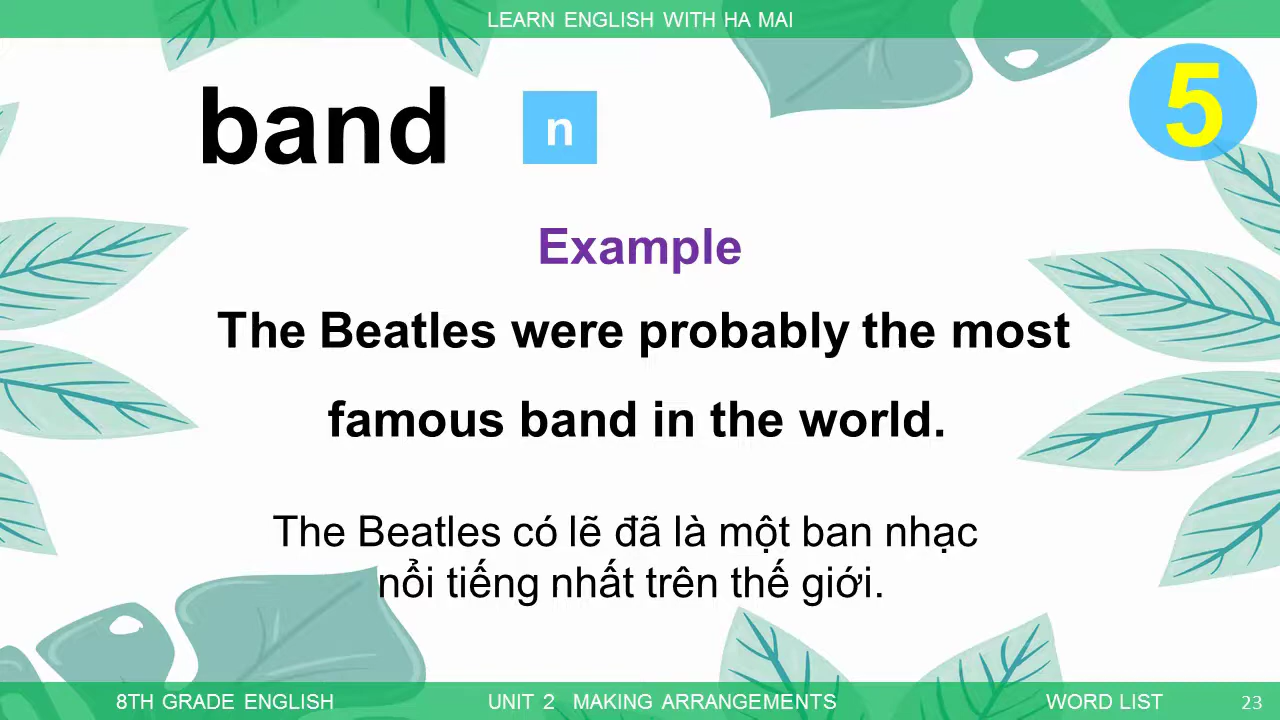 LEARN ENGLISH WITH HA MAI
band n
5
Example
The Beatles were probably the most
famous band in the world.
The Beatles có lẽ đã là một ban nhạc
nổi tiếng nhất trên thế giới.
8TH GRADE ENGLISH UNIT 2 MAKING ARRANGEMENTS WORD LIST 23